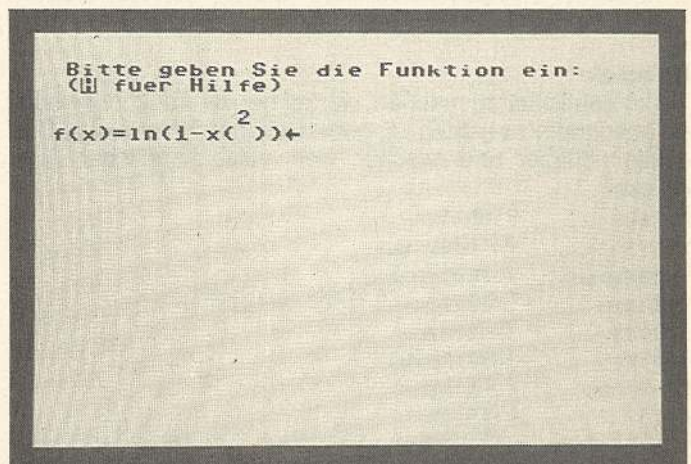 Bitte geben Sie die Funktion ein:
(H fuer Hilfe)
2
f(x)=ln(1-x( ))←